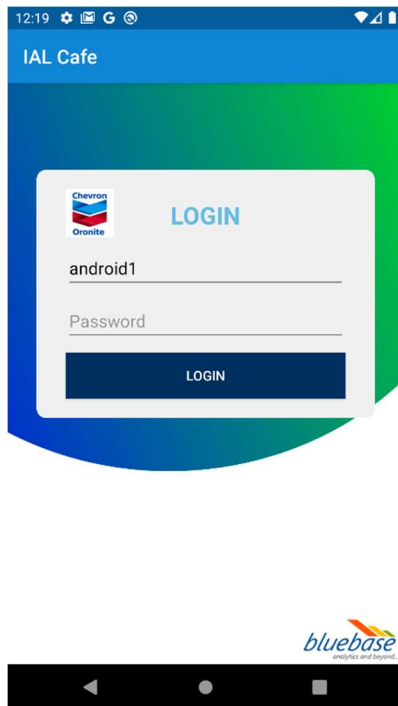 12:19 G
IAL Cafe
Chevron
Oronite
LOGIN
android1
Password
LOGIN
bluebase
analytics and beyond..